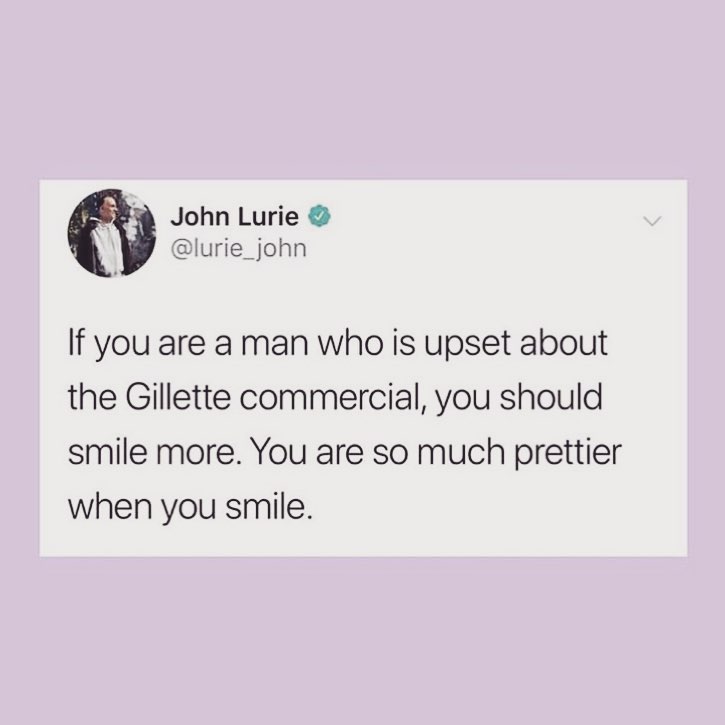 John Lurie
@lurie_john
If you are a man who is upset about
the Gillette commercial, you should
smile more. You are so much prettier
when you smile.